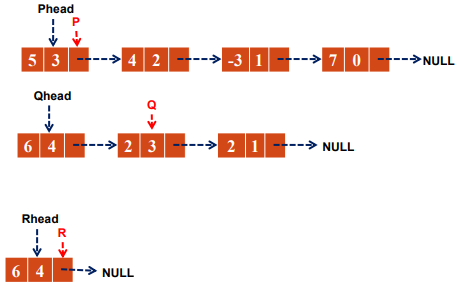 Phead
P
5 3 4 2 -3 1 7 0 NULL
Qhead
Q
6 4 2 3 2 1 NULL
Rhead
R
6 4 NULL